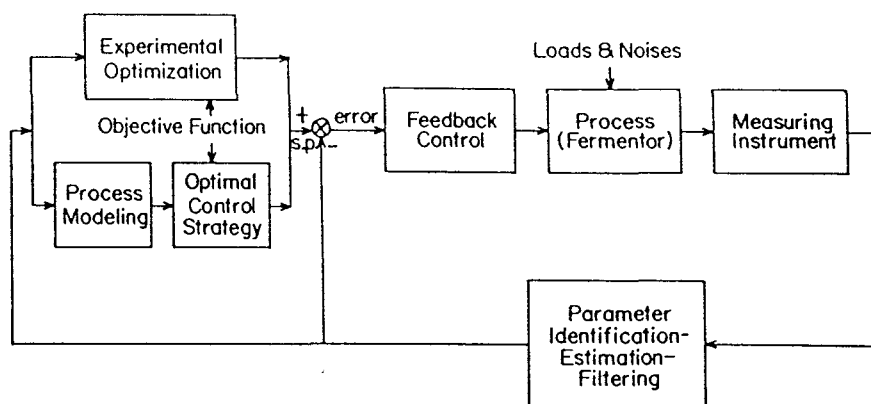 Experimental
Optimization
Objective Function
Process
Modeling
Optimal
Control
Strategy
+
s.p.
-
error
Feedback
Control
Loads & Noises
Process
(Fermentor)
Measuring
Instrument
Parameter
Identification-
Estimation-
Filtering